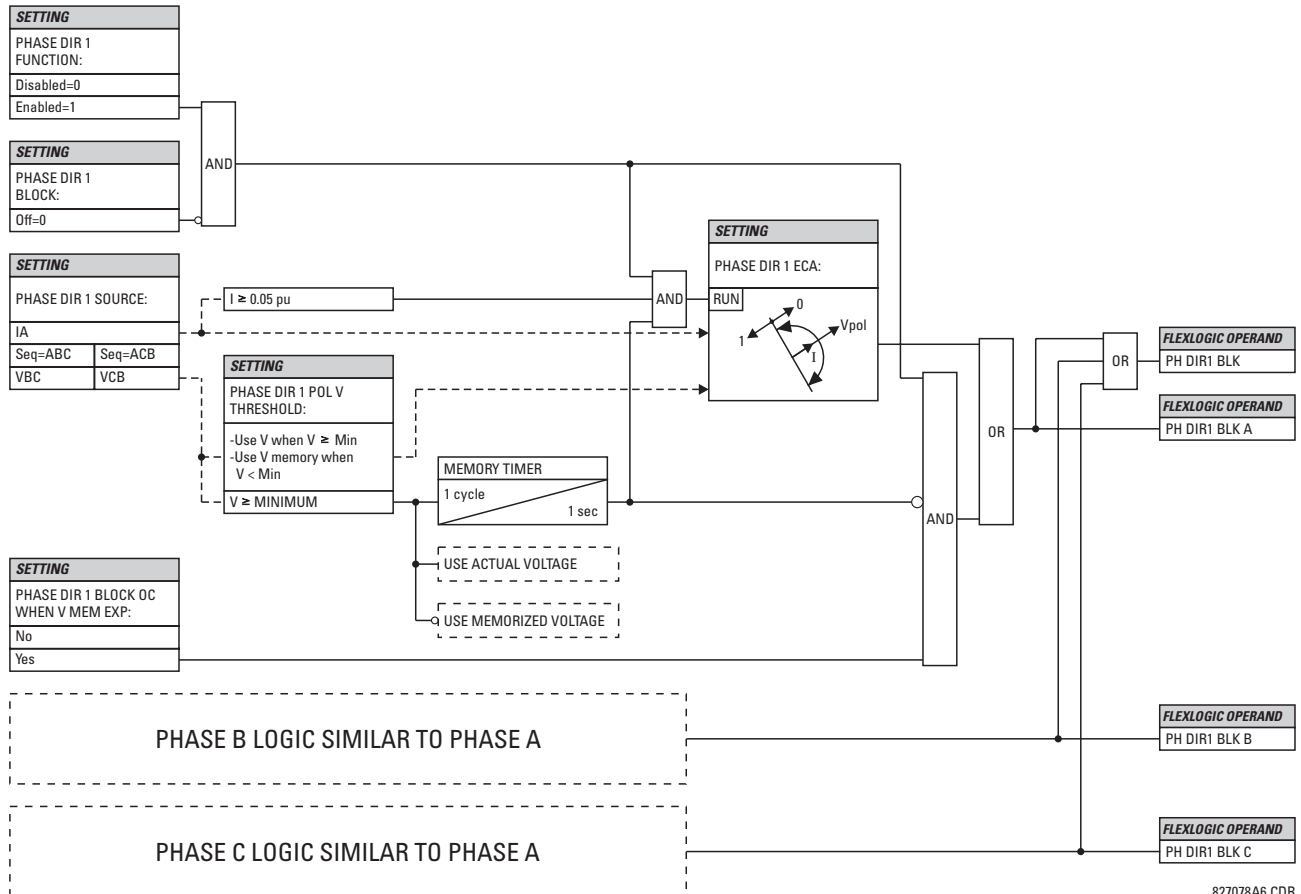 SETTING
PHASE DIR 1
FUNCTION:
Disabled=0
Enabled=1
AND
SETTING
PHASE DIR 1
BLOCK:
Off=0
SETTING
PHASE DIR 1 SOURCE:
IA
Seq=ABC Seq=ACB
VBC VCB
I ≥ 0.05 pu
SETTING
PHASE DIR 1 POL V
THRESHOLD:
-Use V when V ≥ Min
-Use V memory when
V < Min
V ≥ MINIMUM
MEMORY TIMER
1 cycle
1 sec
USE ACTUAL VOLTAGE
USE MEMORIZED VOLTAGE
AND
SETTING
PHASE DIR 1 ECA:
RUN
0
1
Vpol
I
AND
OR
OR
FLEXLOGIC OPERAND
PH DIR1 BLK
FLEXLOGIC OPERAND
PH DIR1 BLK A
SETTING
PHASE DIR 1 BLOCK OC
WHEN V MEM EXP:
No
Yes
PHASE B LOGIC SIMILAR TO PHASE A
FLEXLOGIC OPERAND
PH DIR1 BLK B
PHASE C LOGIC SIMILAR TO PHASE A
FLEXLOGIC OPERAND
PH DIR1 BLK C
827078A6.CDR